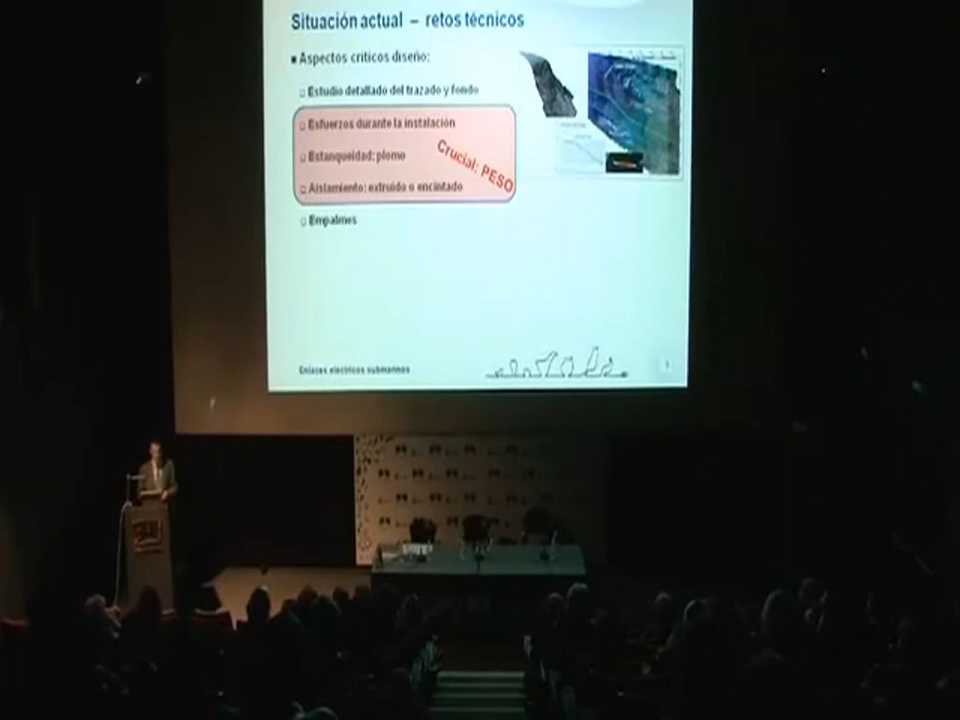 Situación actual – retos técnicos
Aspectos críticos diseño:
Estudio detallado del trazado y fondo
Esfuerzos durante la instalación
Estanqueidad: plomo
Crucial: PESO
Aislamiento: extruido o encintado
Empalmes
Enlaces eléctricos submarinos